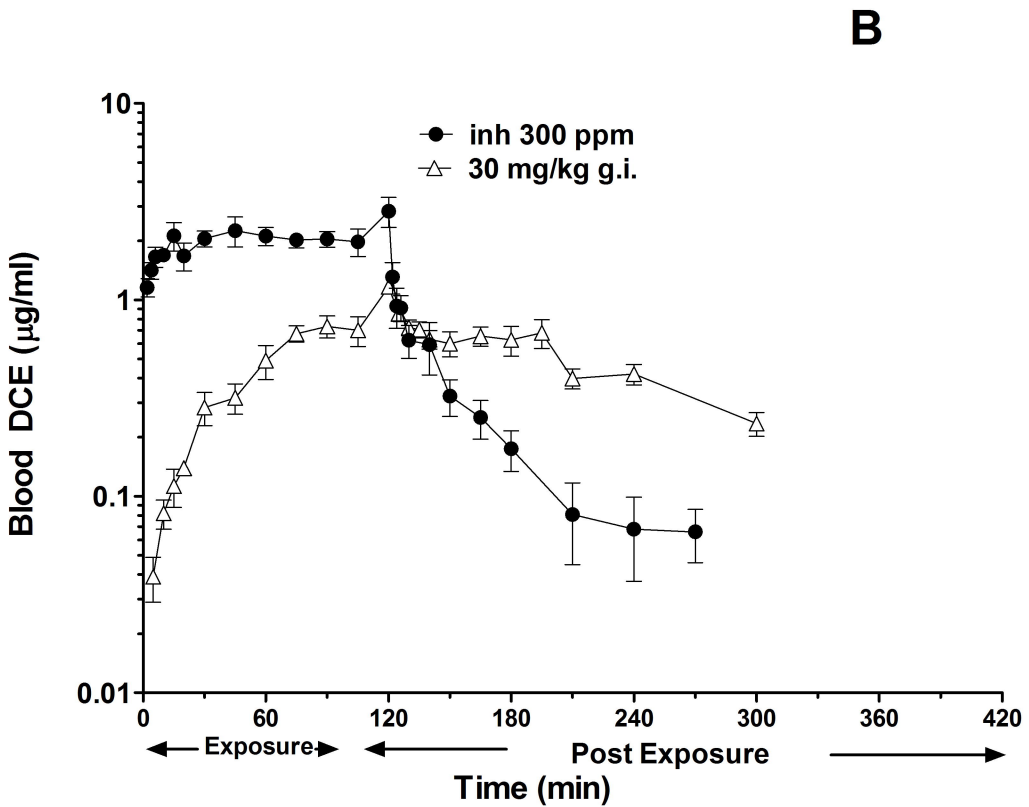 B
10
inh 300 ppm
30 mg/kg g.i.
1
Blood DCE (μg/ml)
0.1
0.01
0 60 120 180 240 300 360 420
Exposure
Post Exposure
Time (min)